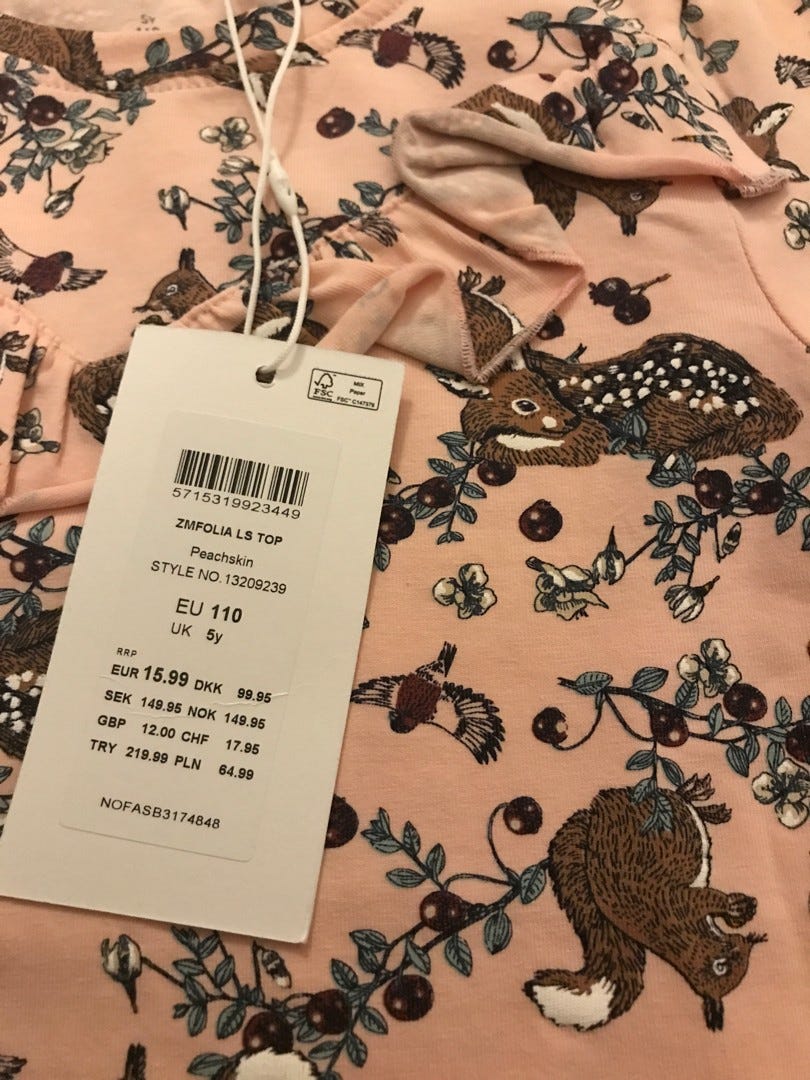 5y
FSC
MIX
Paper
FSC® C147376
5715319923449
ZMFOLIA LS TOP
Peachskin
STYLE NO.13209239
EU 110
UK 5y
RRP
EUR 15.99 DKK 99.95
SEK 149.95 NOK 149.95
GBP 12.00 CHF 17.95
TRY 219.99 PLN 64.99
NOFASB3174848